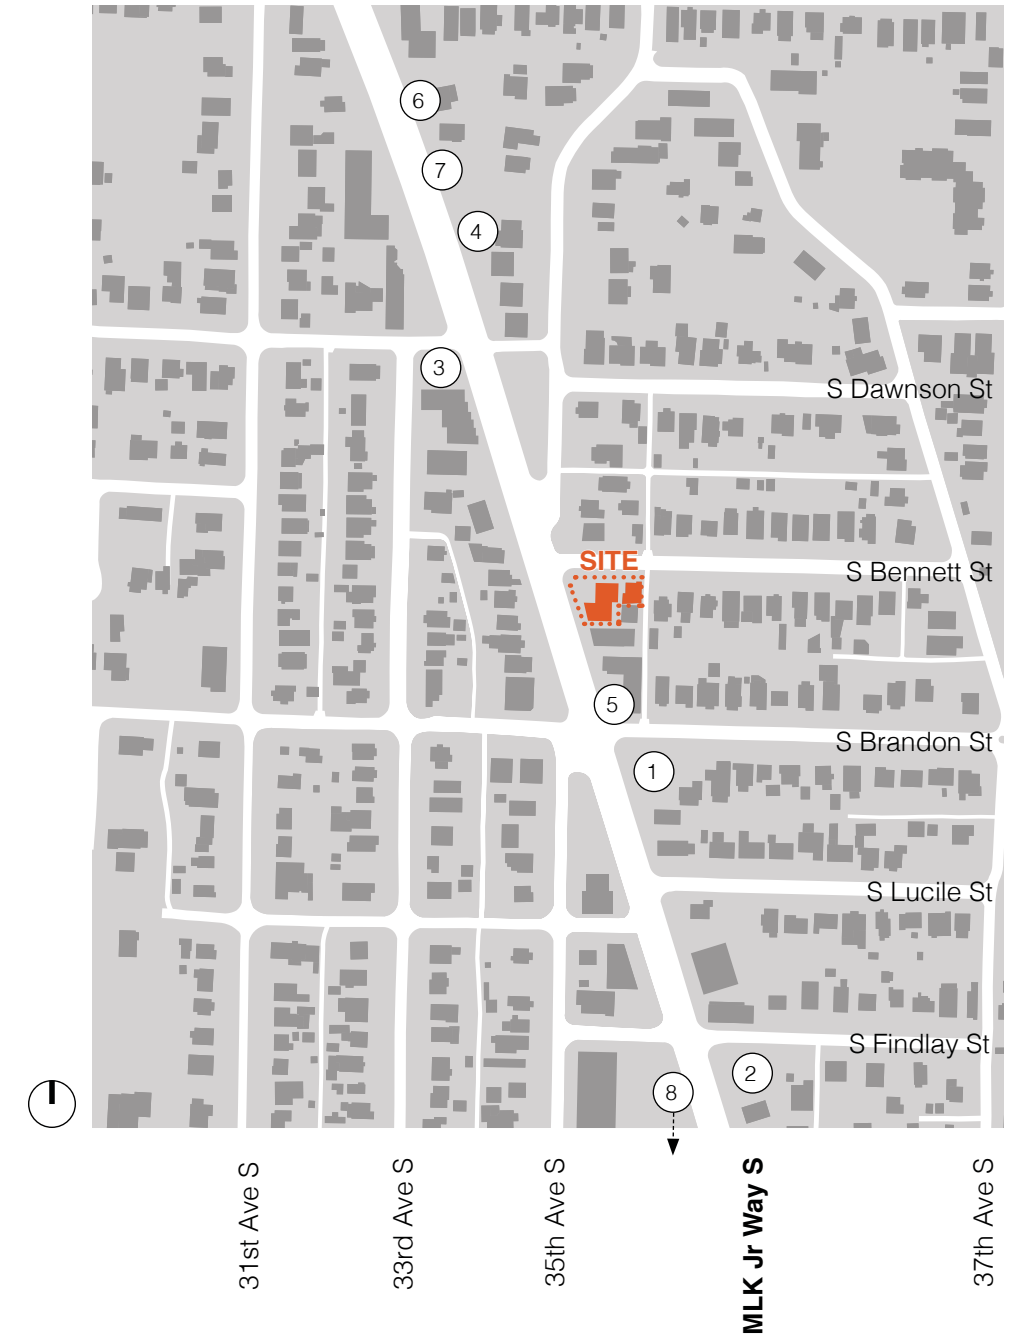 6
7
4
3
S Dawnson St
SITE
S Bennett St
5
S Brandon St
1
S Lucile St
S Findlay St
2
8
31st Ave S
33rd Ave S
35th Ave S
MLK Jr Way S
37th Ave S